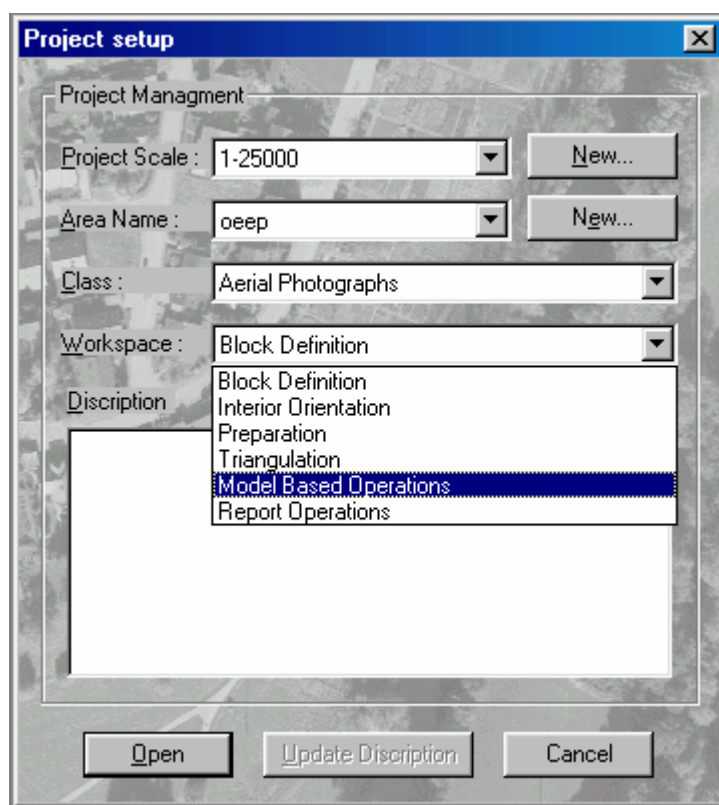 Project setup
Project Managment
Project Scale : 1-25000 New...
Area Name : oeep New...
Class : Aerial Photographs
Workspace : Block Definition
Block Definition
Interior Orientation
Discription
Preparation
Triangulation
Model Based Operations
Report Operations
Open Update Discription Cancel